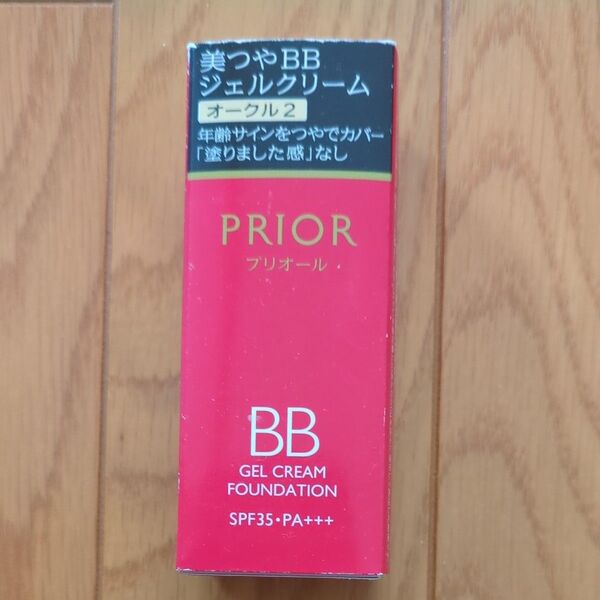 美つやBB
ジェルクリーム
オークル2
年齢サインをつやでカバー
「塗りました感」なし
PRIOR
プリオール
BB
GEL CREAM
FOUNDATION
SPF35・PA+++